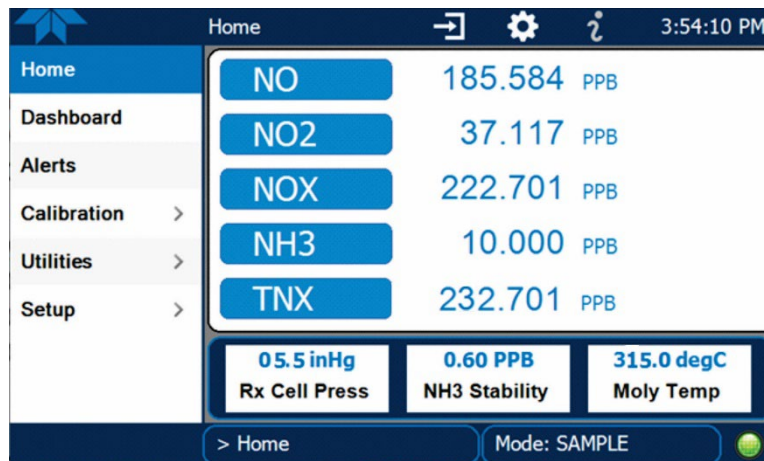 Home 3:54:10 PM
Home
Dashboard
Alerts
Calibration >
Utilities >
Setup >
NO 185.584 PPB
NO2 37.117 PPB
NOX 222.701 PPB
NH3 10.000 PPB
TNX 232.701 PPB
05.5 inHg
Rx Cell Press
0.60 PPB
NH3 Stability
315.0 degC
Moly Temp
> Home Mode: SAMPLE